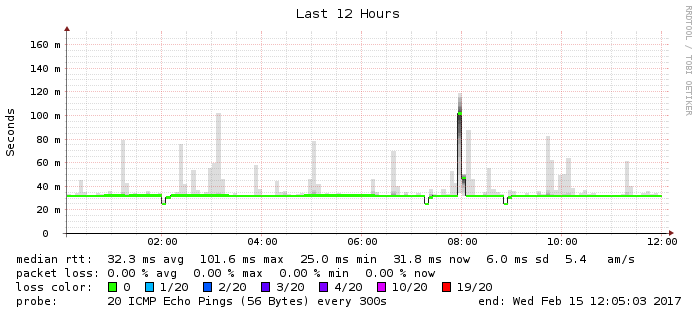 Last 12 Hours
RRDTOOL / TOBI OETIKER
Seconds
160 m
140 m
120 m
100 m
80 m
60 m
40 m
20 m
0
02:00 04:00 06:00 08:00 10:00 12:00
median rtt: 32.3 ms avg 101.6 ms max 25.0 ms min 31.8 ms now 6.0 ms sd 5.4 am/s
packet loss: 0.00 % avg 0.00 % max 0.00 % min 0.00 % now
loss color: 0 1/20 2/20 3/20 4/20 10/20 19/20
probe: 20 ICMP Echo Pings (56 Bytes) every 300s end: Wed Feb 15 12:05:03 2017